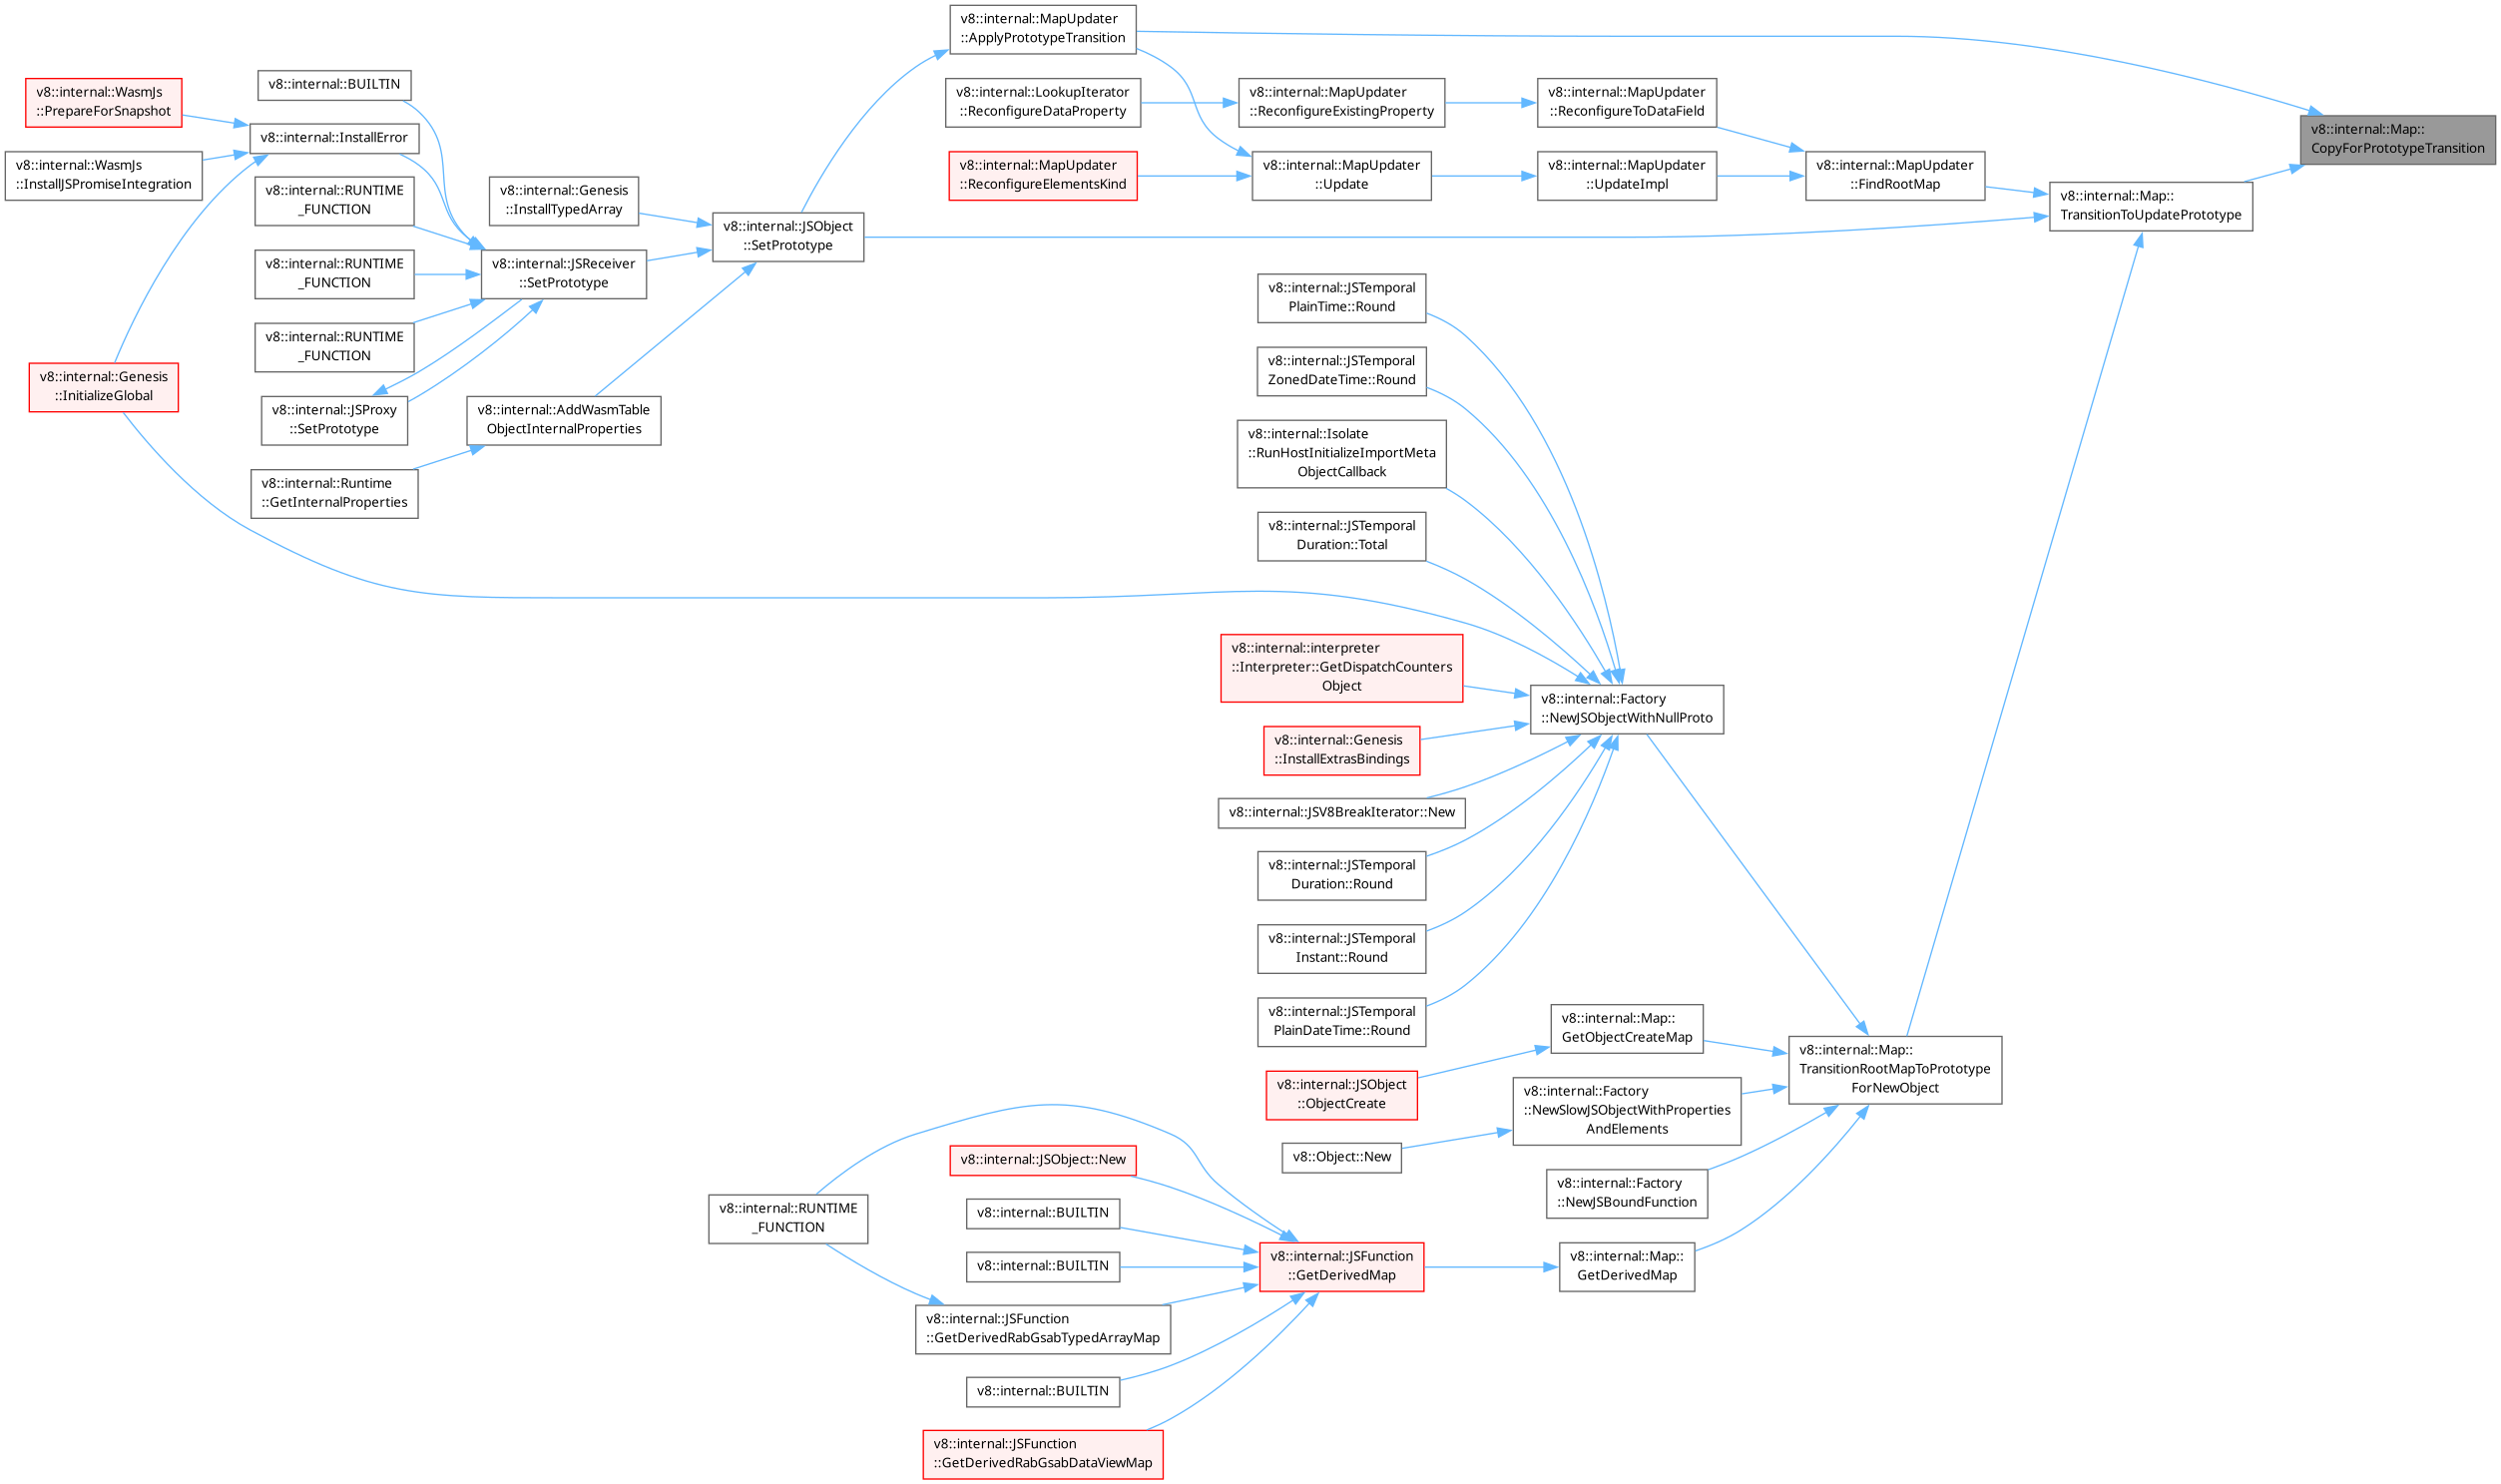 v8::internal::MapUpdater
::ApplyPrototypeTransition
v8::internal::BUILTIN
v8::internal::WasmJs
::PrepareForSnapshot
v8::internal::LookupIterator
::ReconfigureDataProperty
v8::internal::MapUpdater
::ReconfigureExistingProperty
v8::internal::MapUpdater
::ReconfigureToDataField
v8::internal::Map::
CopyForPrototypeTransition
v8::internal::InstallError
v8::internal::WasmJs
::InstallJSPromiseIntegration
v8::internal::MapUpdater
::ReconfigureElementsKind
v8::internal::MapUpdater
::Update
v8::internal::MapUpdater
::UpdateImpl
v8::internal::MapUpdater
::FindRootMap
v8::internal::RUNTIME
_FUNCTION
v8::internal::Genesis
::InstallTypedArray
v8::internal::Map::
TransitionToUpdatePrototype
v8::internal::JSObject
::SetPrototype
v8::internal::RUNTIME
_FUNCTION
v8::internal::JSReceiver
::SetPrototype
v8::internal::JSTemporal
PlainTime::Round
v8::internal::RUNTIME
_FUNCTION
v8::internal::JSTemporal
ZonedDateTime::Round
v8::internal::Genesis
::InitializeGlobal
v8::internal::JSProxy
::SetPrototype
v8::internal::AddWasmTable
ObjectInternalProperties
v8::internal::Isolate
::RunHostInitializeImportMeta
ObjectCallback
v8::internal::Runtime
::GetInternalProperties
v8::internal::JSTemporal
Duration::Total
v8::internal::interpreter
::Interpreter::GetDispatchCounters
Object
v8::internal::Factory
::NewJSObjectWithNullProto
v8::internal::Genesis
::InstallExtrasBindings
v8::internal::JSV8BreakIterator::New
v8::internal::JSTemporal
Duration::Round
v8::internal::JSTemporal
Instant::Round
v8::internal::JSTemporal
PlainDateTime::Round
v8::internal::Map::
GetObjectCreateMap
v8::internal::Map::
TransitionRootMapToPrototype
ForNewObject
v8::internal::JSObject
::ObjectCreate
v8::internal::Factory
::NewSlowJSObjectWithProperties
AndElements
v8::Object::New
v8::internal::JSObject::New
v8::internal::Factory
::NewJSBoundFunction
v8::internal::RUNTIME
_FUNCTION
v8::internal::BUILTIN
v8::internal::BUILTIN
v8::internal::JSFunction
::GetDerivedMap
v8::internal::Map::
GetDerivedMap
v8::internal::JSFunction
::GetDerivedRabGsabTypedArrayMap
v8::internal::BUILTIN
v8::internal::JSFunction
::GetDerivedRabGsabDataViewMap